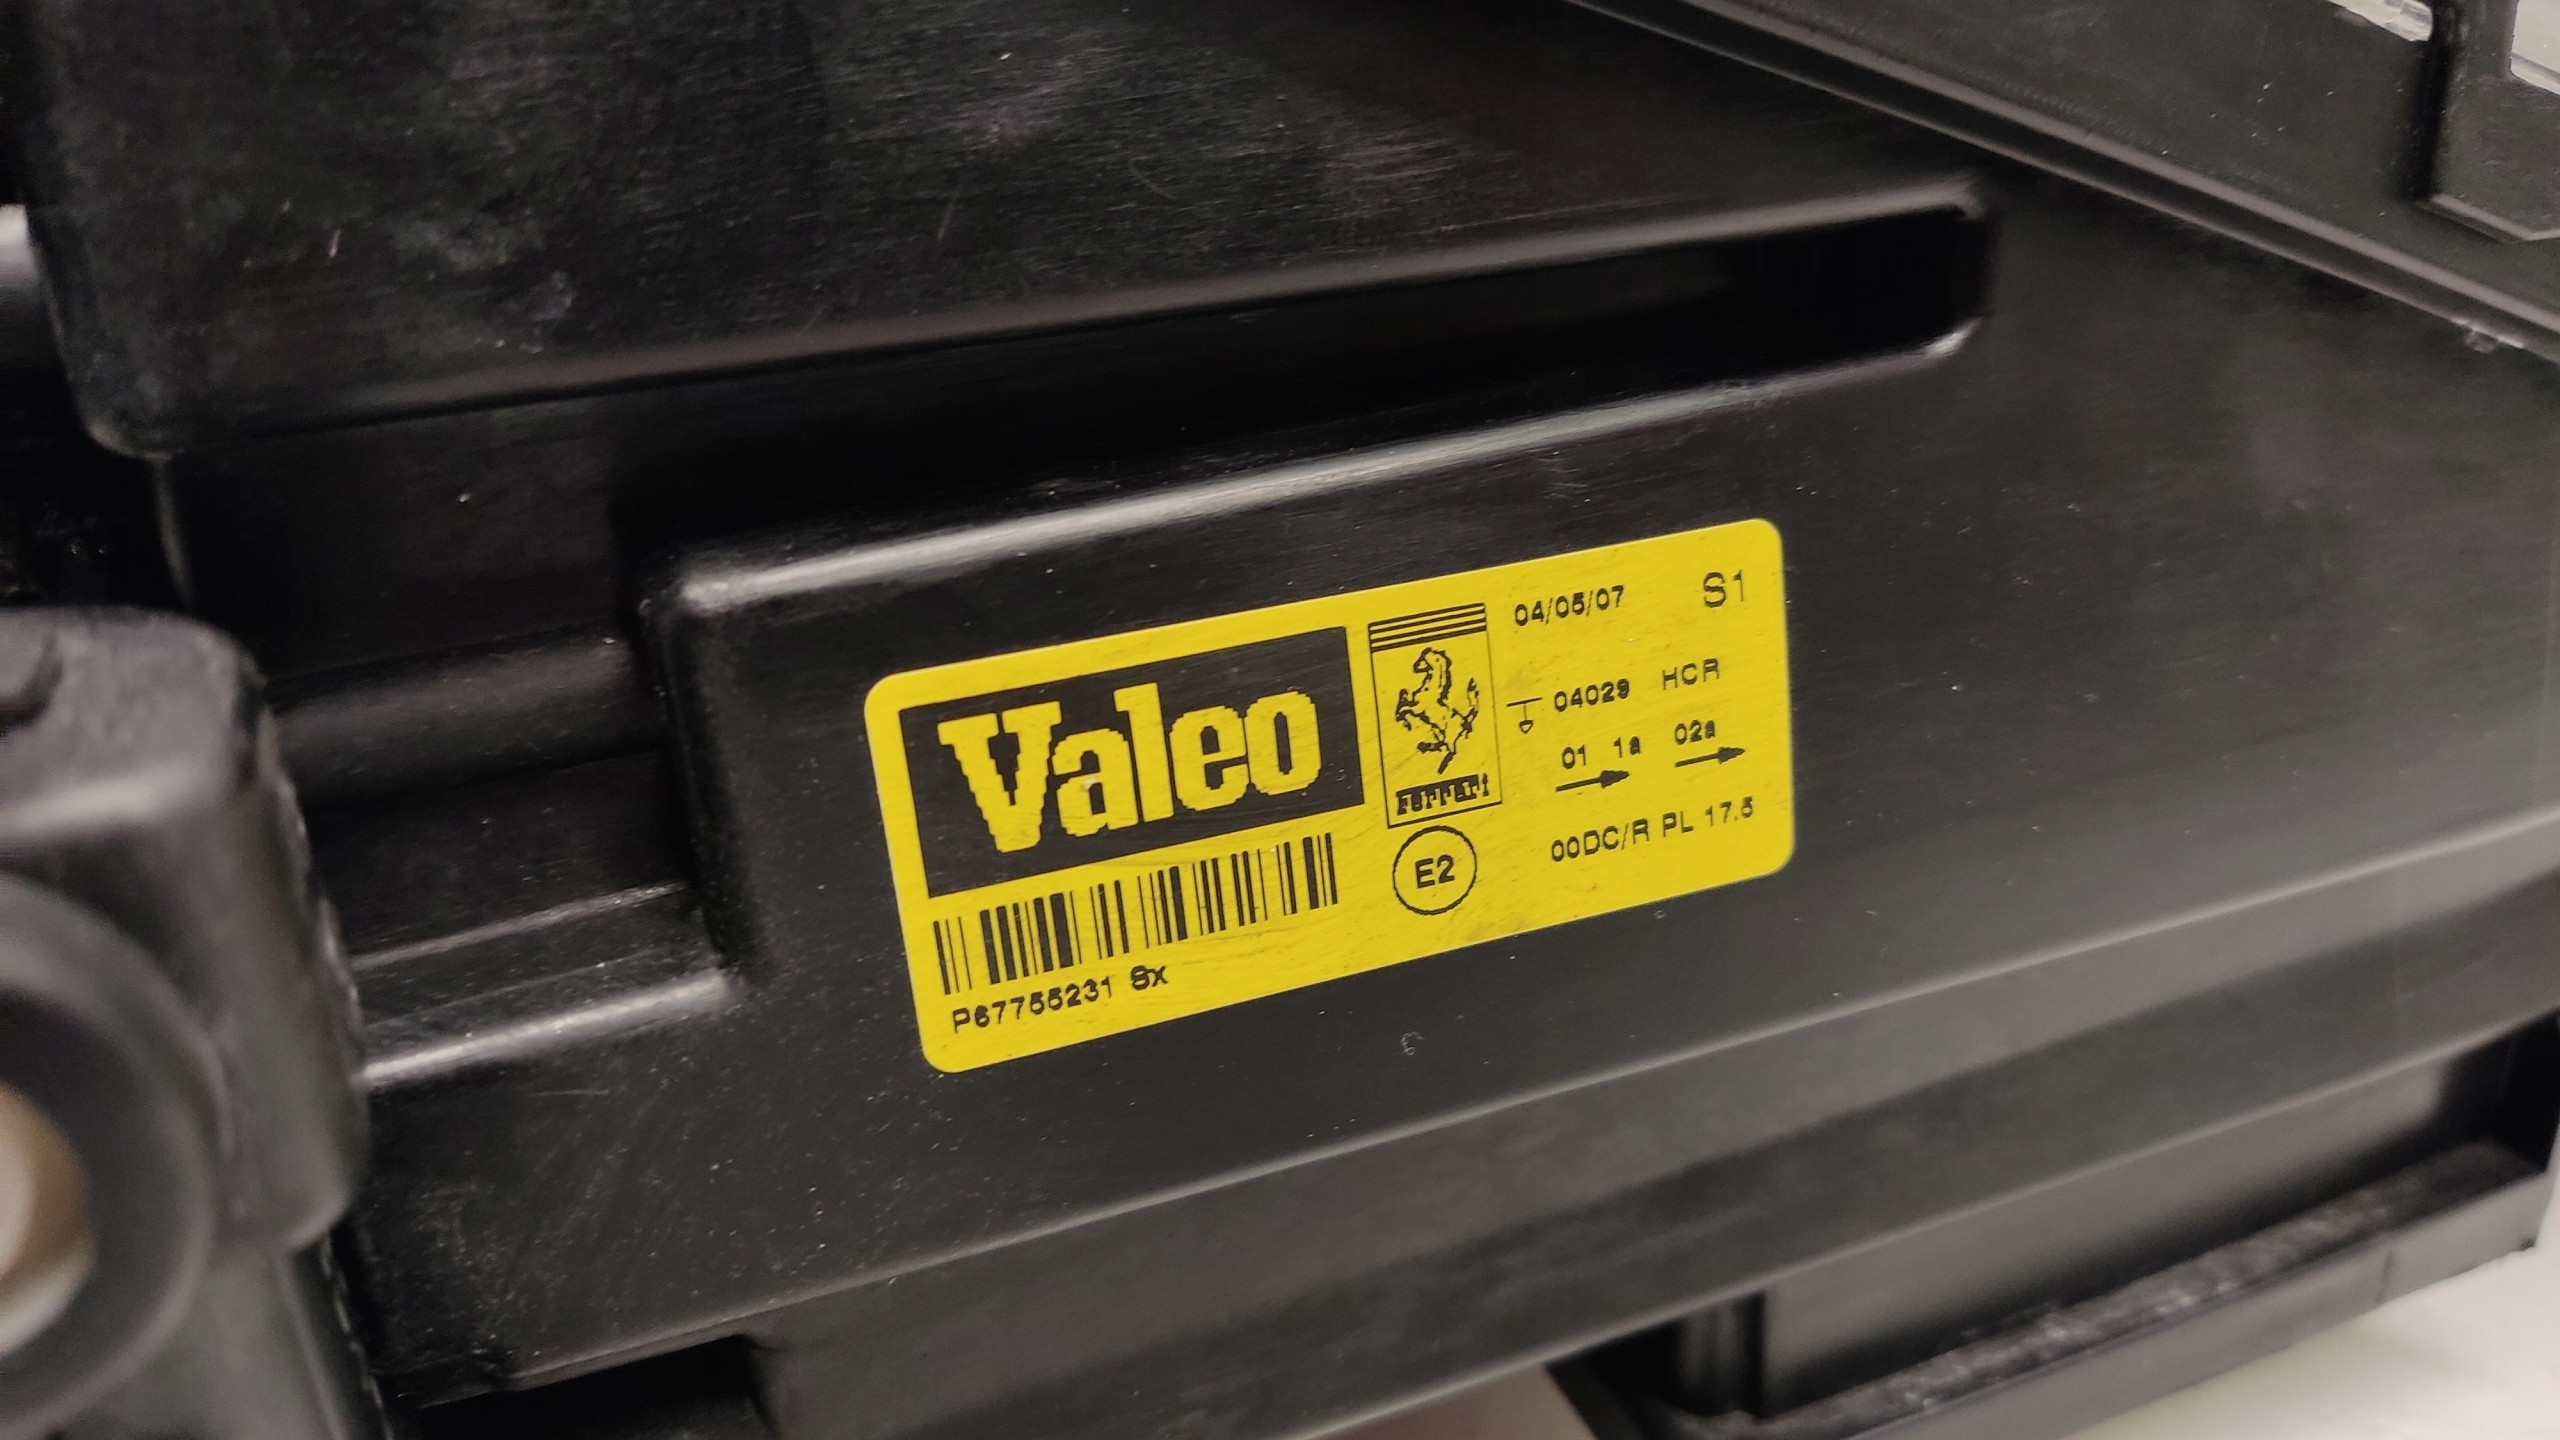 Valeo
P67755231 Sx
Ferrari
E2
04/05/07 S1
04029 HCR
01 1a 02a
00DC/R PL 17.5